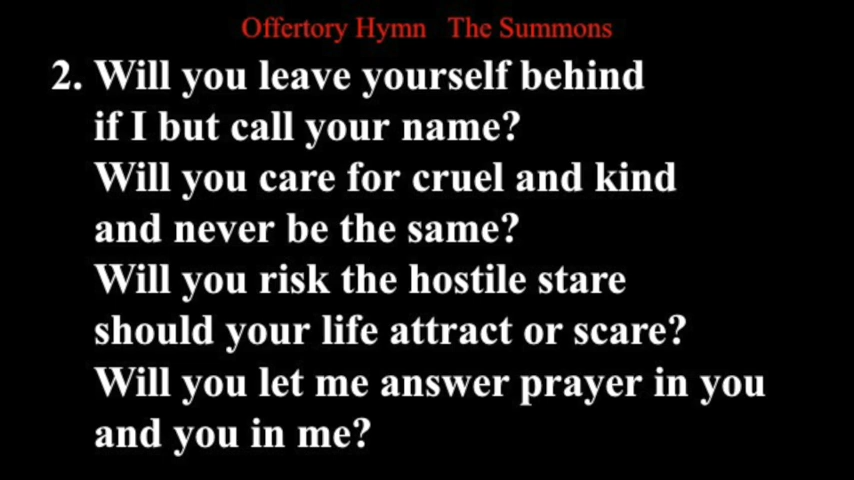 Offertory Hymn The Summons
2. Will you leave yourself behind
if I but call your name?
Will you care for cruel and kind
and never be the same?
Will you risk the hostile stare
should your life attract or scare?
Will you let me answer prayer in you
and you in me?